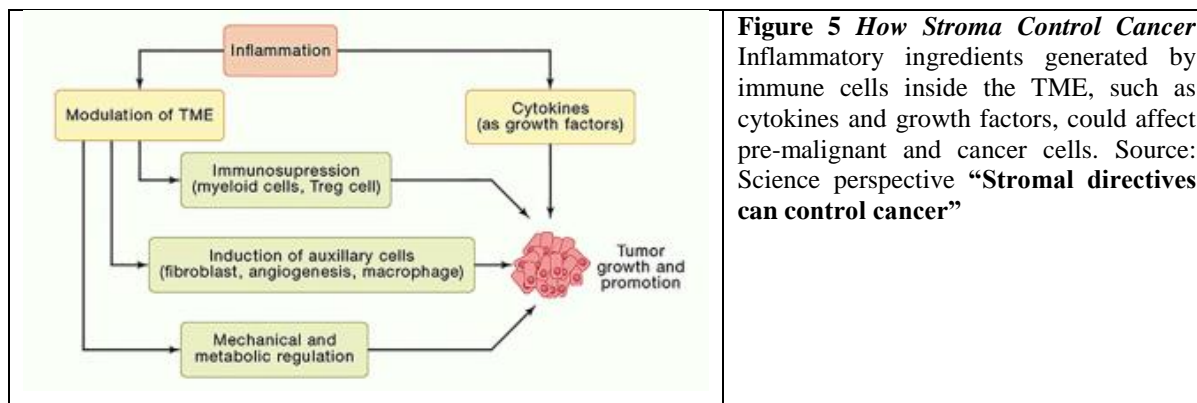 Inflammation
Modulation of TME
Cytokines
(as growth factors)
Immunosupression
(myeloid cells, Treg cell)
Induction of auxillary cells
(fibroblast, angiogenesis, macrophage)
Tumor
growth and
promotion
Mechanical and
metabolic regulation
Figure 5 How Stroma Control Cancer
Inflammatory ingredients generated by
immune cells inside the TME, such as
cytokines and growth factors, could affect
pre-malignant and cancer cells. Source:
Science perspective “Stromal directives
can control cancer”